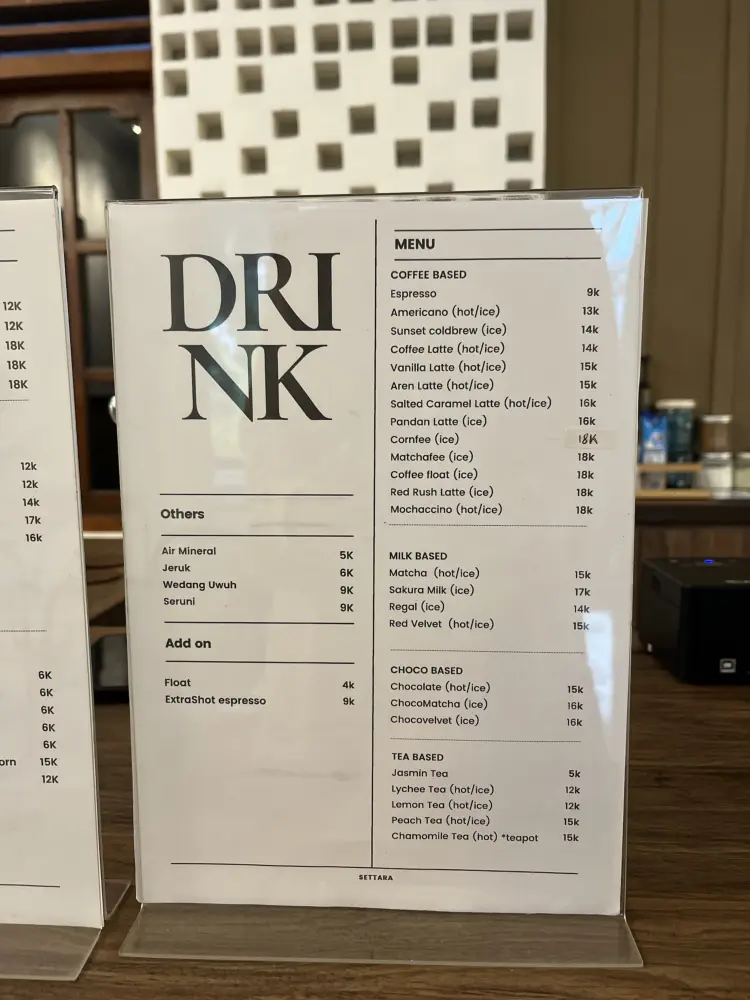 12K
12K
18K
18K
18K
12k
12k
14k
17k
16k
6K
6K
6K
6K
6K
orn 15K
12K
DRI
NK
Others
Air Mineral 5K
Jeruk 6K
Wedang Uwuh 9K
Seruni 9K
Add on
Float 4k
ExtraShot espresso 9k
MENU
COFFEE BASED
Espresso 9k
Americano (hot/ice) 13k
Sunset coldbrew (ice) 14k
Coffee Latte (hot/ice) 14k
Vanilla Latte (hot/ice) 15k
Aren Latte (hot/ice) 15k
Salted Caramel Latte (hot/ice) 16k
Pandan Latte (ice) 16k
Cornfee (ice) 18K
Matchafee (ice) 18k
Coffee float (ice) 18k
Red Rush Latte (ice) 18k
Mochaccino (hot/ice) 18k
MILK BASED
Matcha (hot/ice) 15k
Sakura Milk (ice) 17k
Regal (ice) 14k
Red Velvet (hot/ice) 15k
CHOCO BASED
Chocolate (hot/ice) 15k
ChocoMatcha (ice) 16k
Chocovelvet (ice) 16k
TEA BASED
Jasmin Tea 5k
Lychee Tea (hot/ice) 12k
Lemon Tea (hot/ice) 12k
Peach Tea (hot/ice) 15k
Chamomile Tea (hot) *teapot 15k
SETTARA